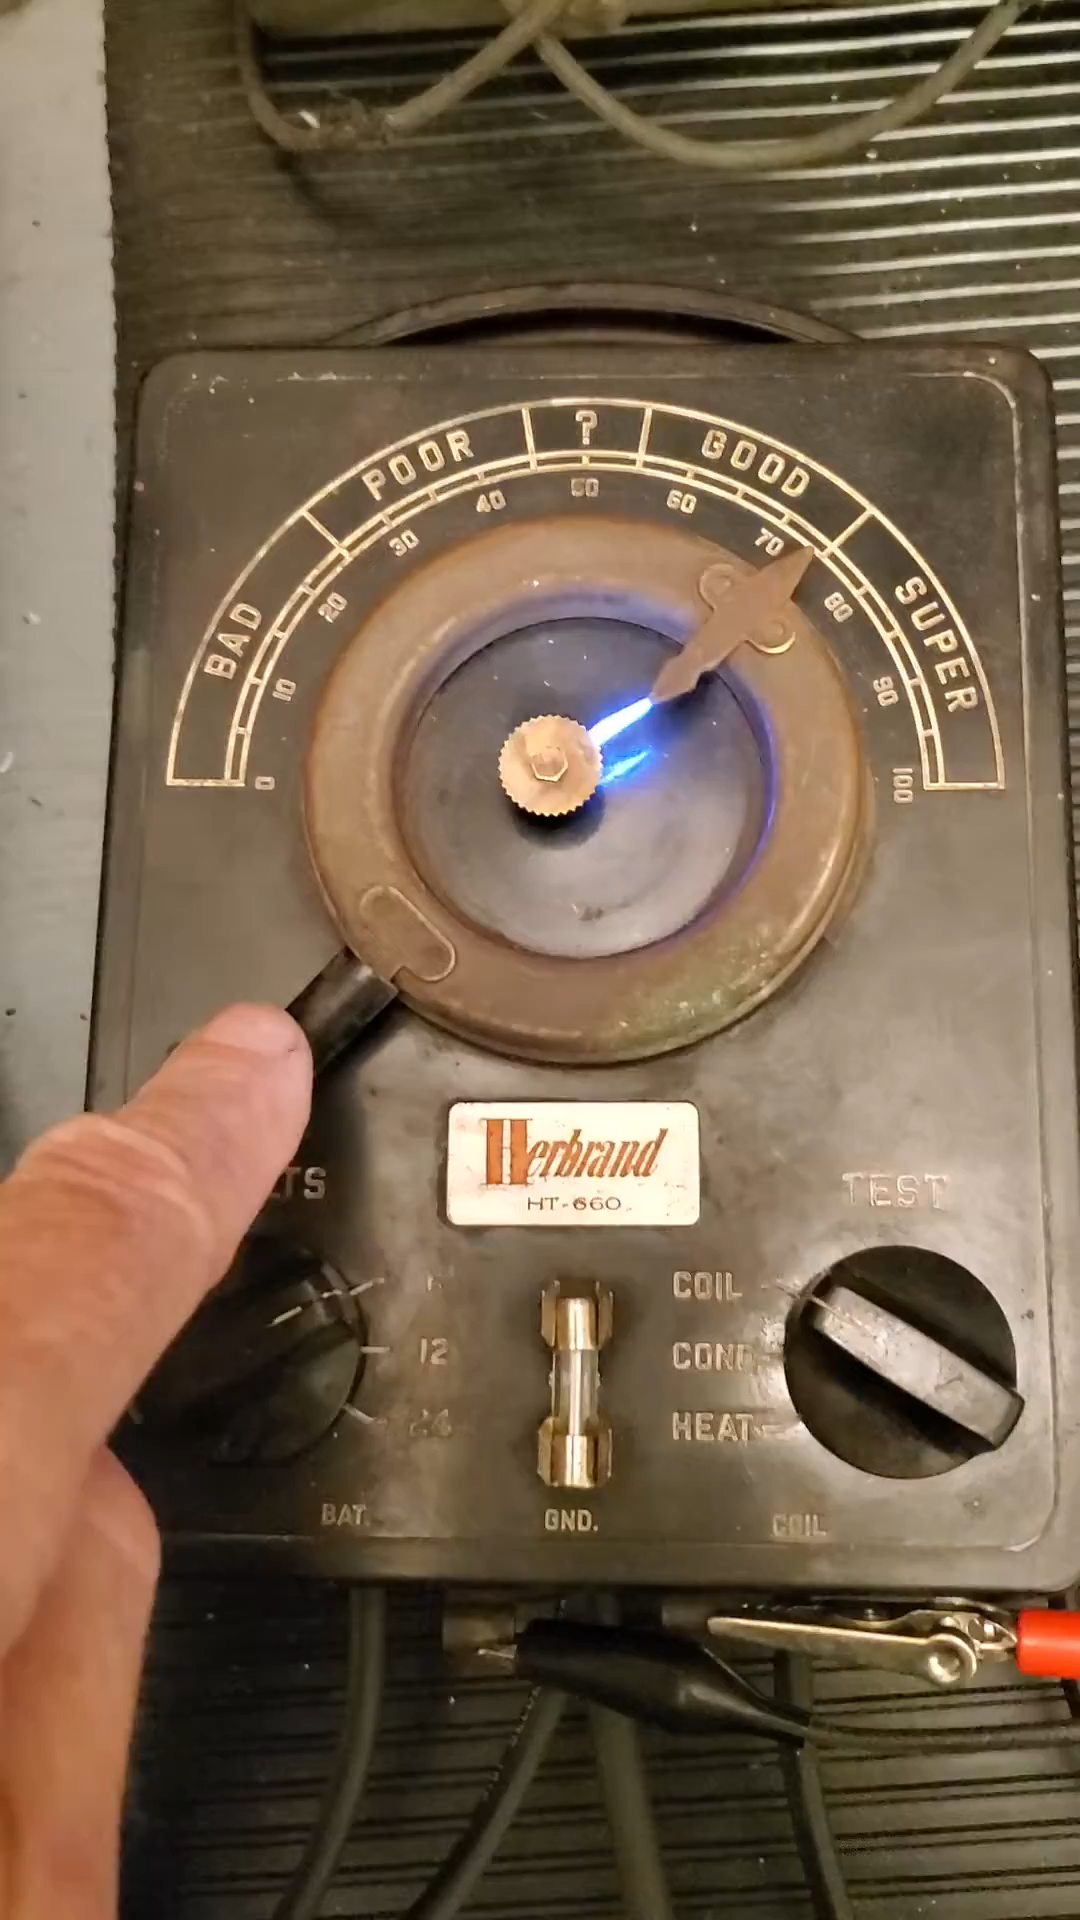 BAD POOR ? GOOD SUPER
0 10 20 30 40 50 60 70 80 90 100
Herbrand
HT-660
TEST
COIL
12 COND.
24 HEAT
BAT. GND. COIL